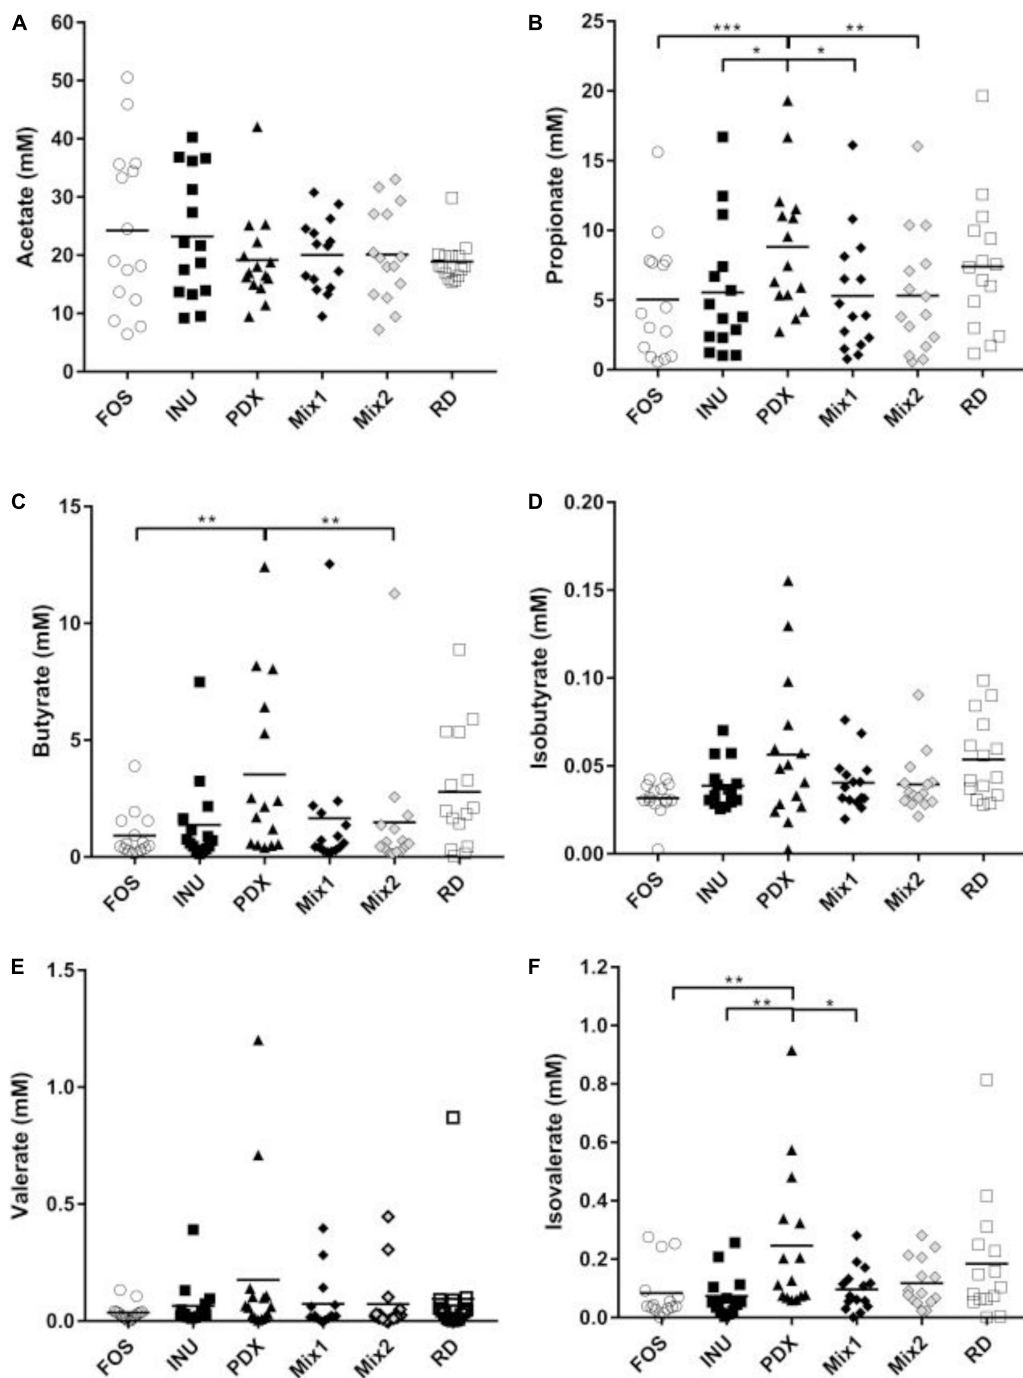 A
Acetate (mM)
60
50
40
30
20
10
0
FOS INU PDX Mix1 Mix2 RD
B
Propionate (mM)
25
20
15
10
5
0
*** **
* *
FOS INU PDX Mix1 Mix2 RD
C
Butyrate (mM)
15
10
5
0
** **
FOS INU PDX Mix1 Mix2 RD
D
Isobutyrate (mM)
0.20
0.15
0.10
0.05
0.00
FOS INU PDX Mix1 Mix2 RD
E
Valerate (mM)
1.5
1.0
0.5
0.0
FOS INU PDX Mix1 Mix2 RD
F
Isovalerate (mM)
1.2
1.0
0.8
0.6
0.4
0.2
0.0
**
** *
FOS INU PDX Mix1 Mix2 RD